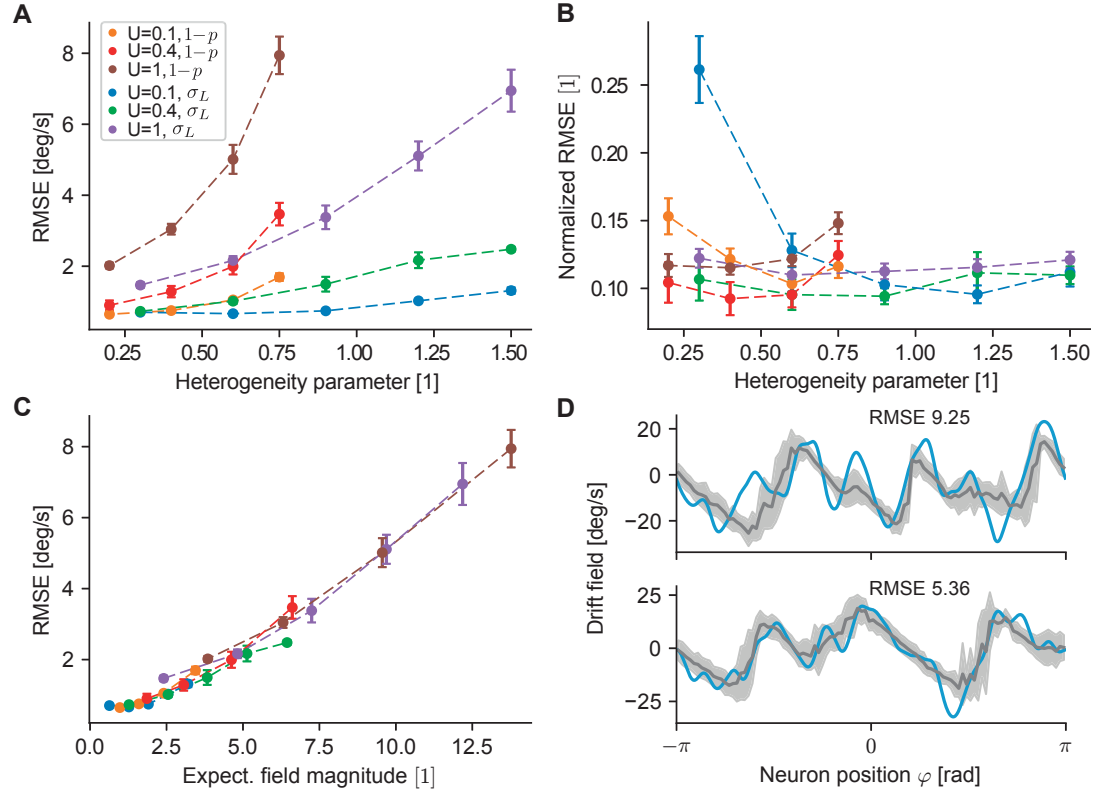 A
RMSE [deg/s]
8
6
4
2
U=0.1, 1−p
U=0.4, 1−p
U=1, 1−p
U=0.1, σ_L
U=0.4, σ_L
U=1, σ_L
0.25 0.50 0.75 1.00 1.25 1.50
Heterogeneity parameter [1]
B
Normalized RMSE [1]
0.25
0.20
0.15
0.10
0.25 0.50 0.75 1.00 1.25 1.50
Heterogeneity parameter [1]
C
RMSE [deg/s]
8
6
4
2
0.0 2.5 5.0 7.5 10.0 12.5
Expect. field magnitude [1]
D
Drift field [deg/s]
RMSE 9.25
20
0
−20
RMSE 5.36
25
0
−25
−π 0 π
Neuron position φ [rad]